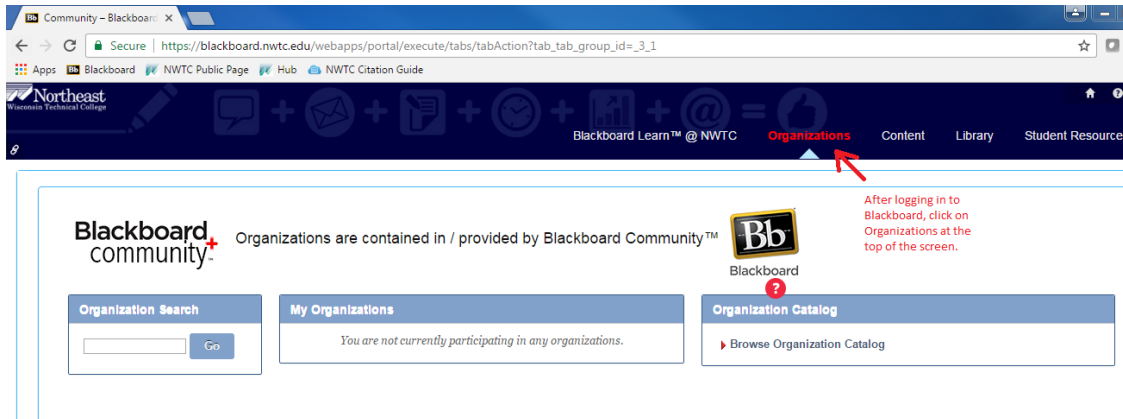 Community – Blackboard
Secure | https://blackboard.nwtc.edu/webapps/portal/execute/tabs/tabAction?tab_tab_group_id=_3_1
Apps Bb Blackboard NWTC Public Page Hub NWTC Citation Guide
Northeast
Wisconsin Technical College
Blackboard Learn™ @ NWTC Organizations Content Library Student Resource
After logging in to
Blackboard, click on
Organizations at the
top of the screen.
Blackboard
community
Organizations are contained in / provided by Blackboard Community™
Bb
Blackboard
?
Organization Search
Go
My Organizations
You are not currently participating in any organizations.
Organization Catalog
Browse Organization Catalog